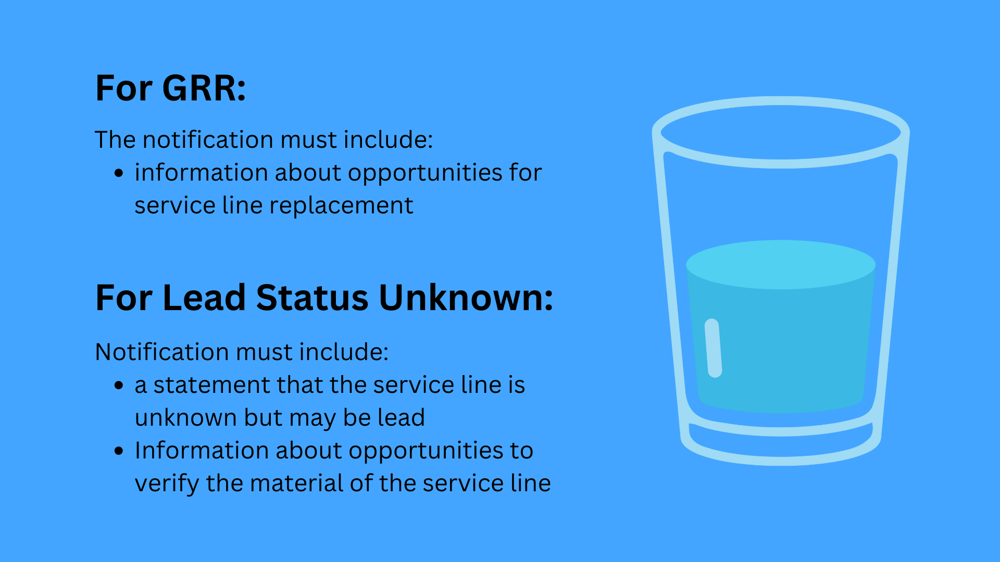 For GRR:
The notification must include:
• information about opportunities for
service line replacement
For Lead Status Unknown:
Notification must include:
• a statement that the service line is
unknown but may be lead
• Information about opportunities to
verify the material of the service line